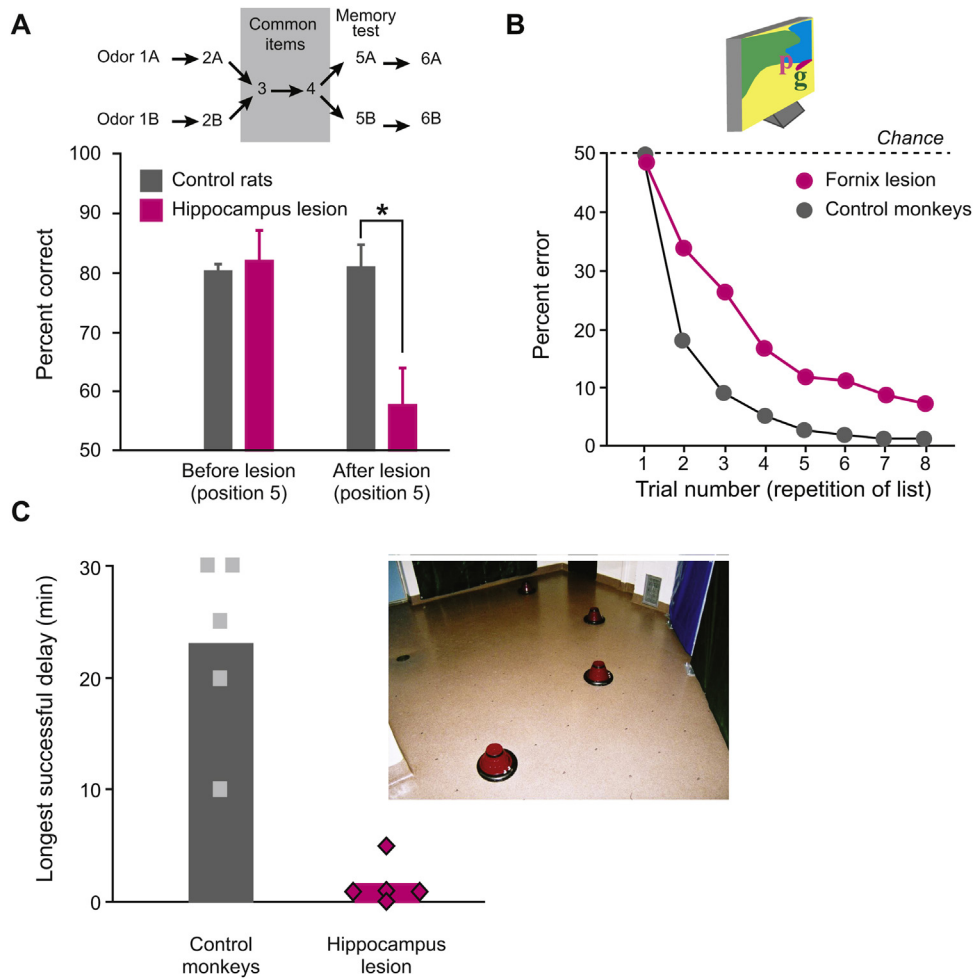 A
Common
items
Memory
test
Odor 1A
2A
5A
6A
3
4
Odor 1B
2B
5B
6B
Control rats
Hippocampus lesion
*
Percent correct
100
90
80
70
60
50
Before lesion
(position 5)
After lesion
(position 5)
B
p
g
Chance
Fornix lesion
Control monkeys
Percent error
50
40
30
20
10
0
1 2 3 4 5 6 7 8
Trial number (repetition of list)
C
Longest successful delay (min)
30
20
10
0
Control
monkeys
Hippocampus
lesion